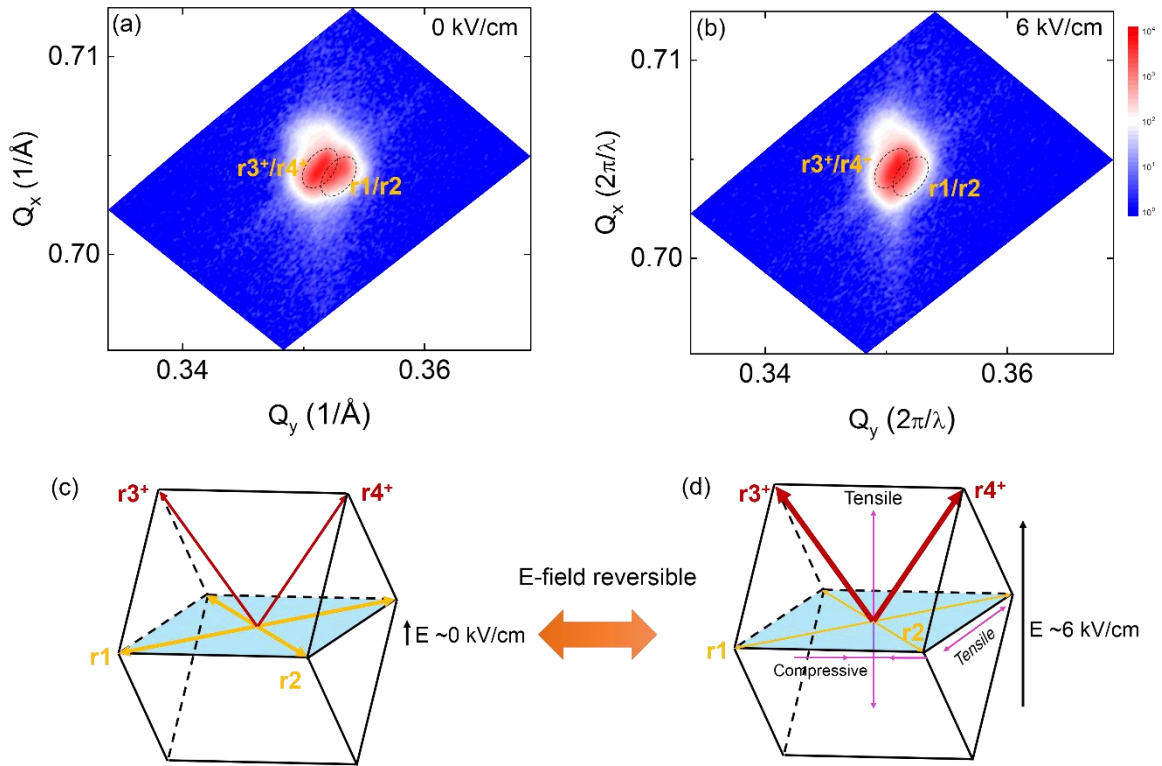 (a)
0 kV/cm
0.71
0.70
Qx (1/Å)
r3⁺/r4⁺
r1/r2
0.34
0.36
Qy (1/Å)
(b)
6 kV/cm
0.71
0.70
Qx (2π/λ)
r3⁺/r4⁺
r1/r2
0.34
0.36
Qy (2π/λ)
10⁴
10³
10²
10¹
10⁰
(c)
r3⁺
r4⁺
r1
r2
E ~0 kV/cm
E-field reversible
(d)
r3⁺
r4⁺
Tensile
r1
r2
Tensile
Compressive
E ~6 kV/cm